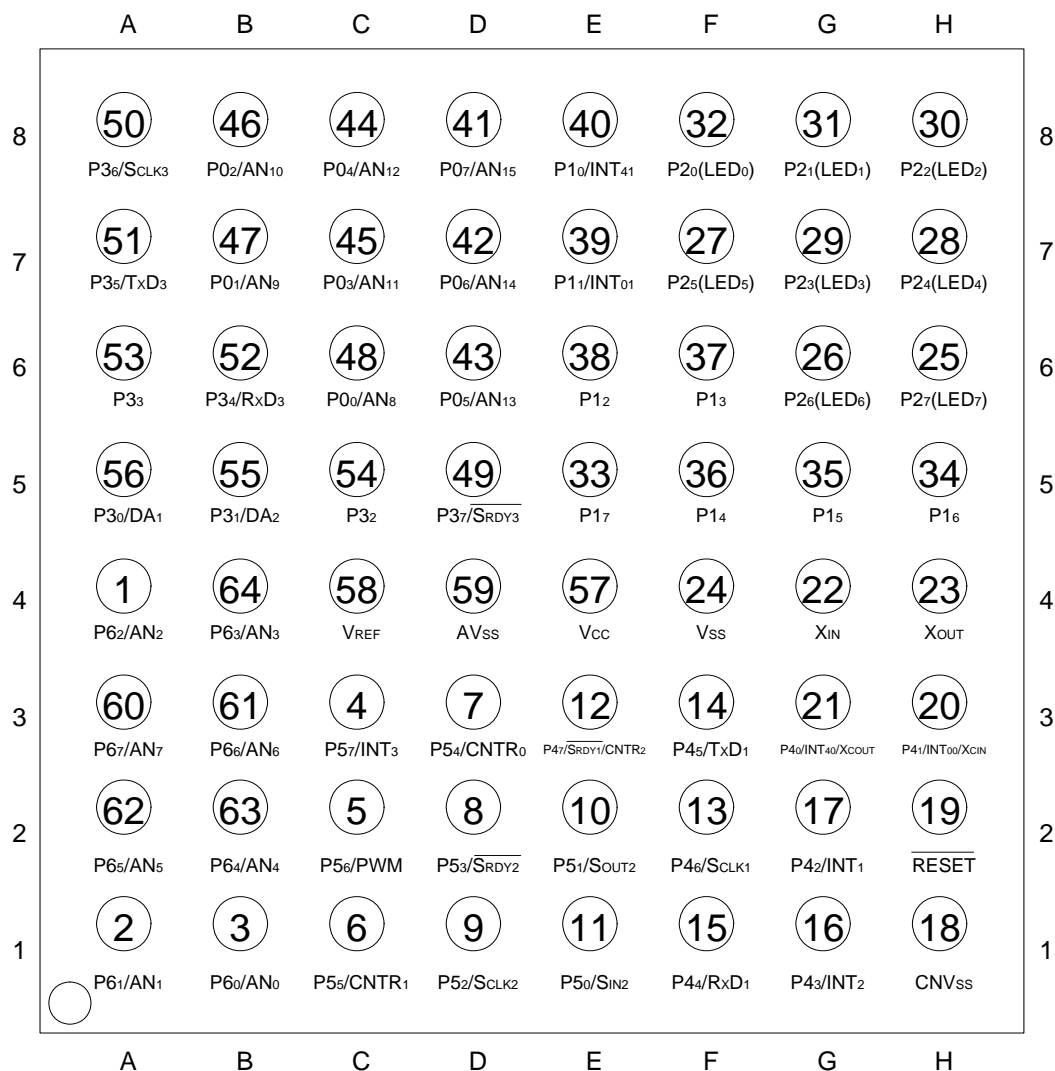 A B C D E F G H
8 50 46 44 41 40 32 31 30 8
P36/SCLK3 P02/AN10 P04/AN12 P07/AN15 P10/INT41 P20(LED0) P21(LED1) P22(LED2)
7 51 47 45 42 39 27 29 28 7
P35/TXD3 P01/AN9 P03/AN11 P06/AN14 P11/INT01 P25(LED5) P23(LED3) P24(LED4)
6 53 52 48 43 38 37 26 25 6
P33 P34/RXD3 P00/AN8 P05/AN13 P12 P13 P26(LED6) P27(LED7)
5 56 55 54 49 33 36 35 34 5
P30/DA1 P31/DA2 P32 P37/SRDY3 P17 P14 P15 P16
4 1 64 58 59 57 24 22 23 4
P62/AN2 P63/AN3 VREF AVSS VCC VSS XIN XOUT
3 60 61 4 7 12 14 21 20 3
P67/AN7 P66/AN6 P57/INT3 P54/CNTR0 P47/SRDY1/CNTR2 P45/TXD1 P40/INT40/XCOUT P41/INT00/XCIN
2 62 63 5 8 10 13 17 19 2
P65/AN5 P64/AN4 P56/PWM P53/SRDY2 P51/SOUT2 P46/SCLK1 P42/INT1 RESET
1 2 3 6 9 11 15 16 18 1
P61/AN1 P60/AN0 P55/CNTR1 P52/SCLK2 P50/SIN2 P44/RXD1 P43/INT2 CNVSS
A B C D E F G H